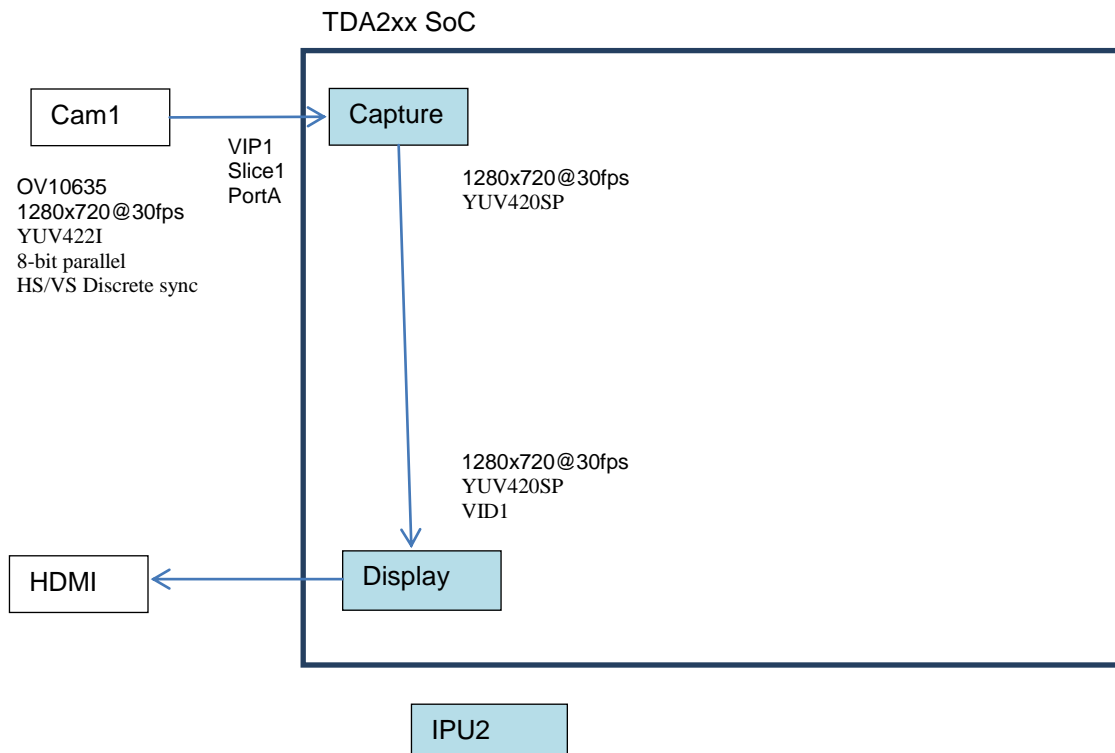 TDA2xx SoC
Cam1
Capture
VIP1
Slice1
PortA
OV10635
1280x720@30fps
YUV422I
8-bit parallel
HS/VS Discrete sync
1280x720@30fps
YUV420SP
1280x720@30fps
YUV420SP
VID1
HDMI
Display
IPU2